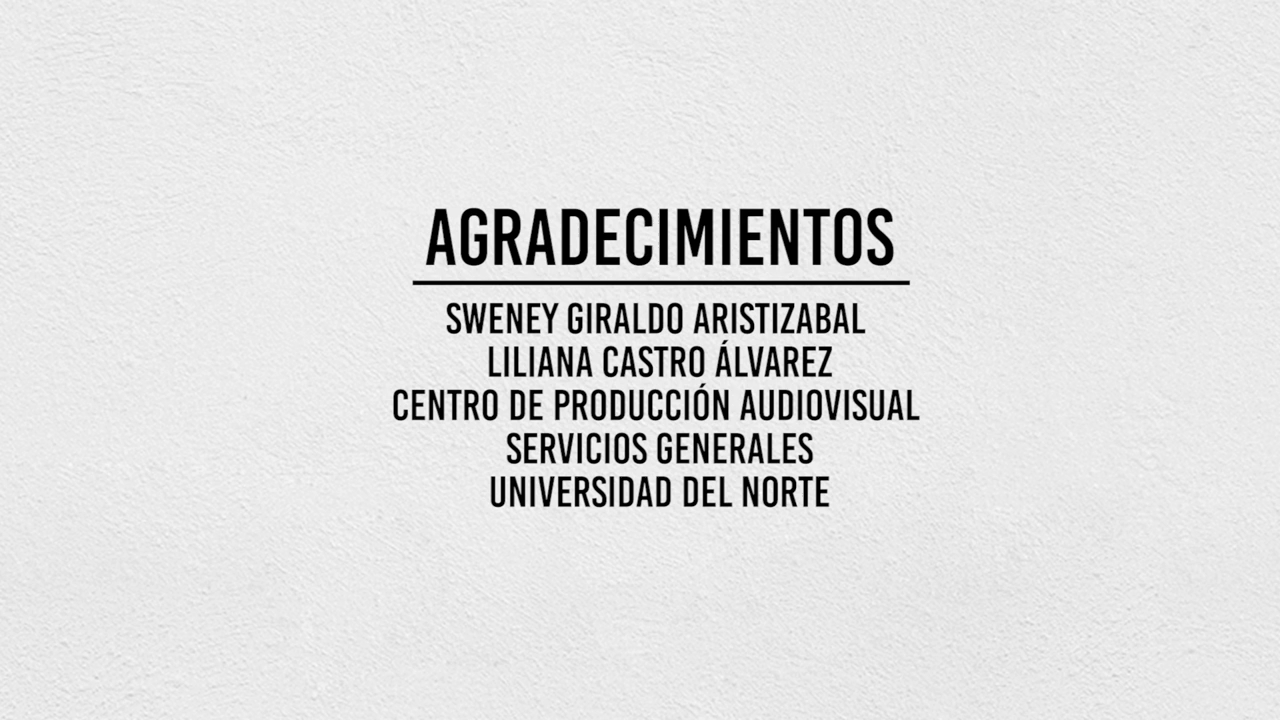 AGRADECIMIENTOS
SWENEY GIRALDO ARISTIZABAL
LILIANA CASTRO ÁLVAREZ
CENTRO DE PRODUCCIÓN AUDIOVISUAL
SERVICIOS GENERALES
UNIVERSIDAD DEL NORTE